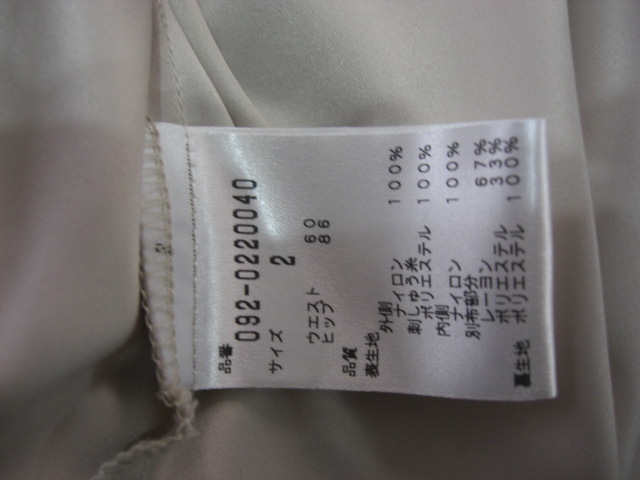 品番
092-0220040
サイズ
2
ウエスト 60
ヒップ 86
品質
表生地
外側
ナイロン 100%
刺しゅう糸
ポリエステル 100%
内側
ナイロン 100%
別布部分
レーヨン 67%
ポリエステル 33%
裏生地 ポリエステル 100%
2